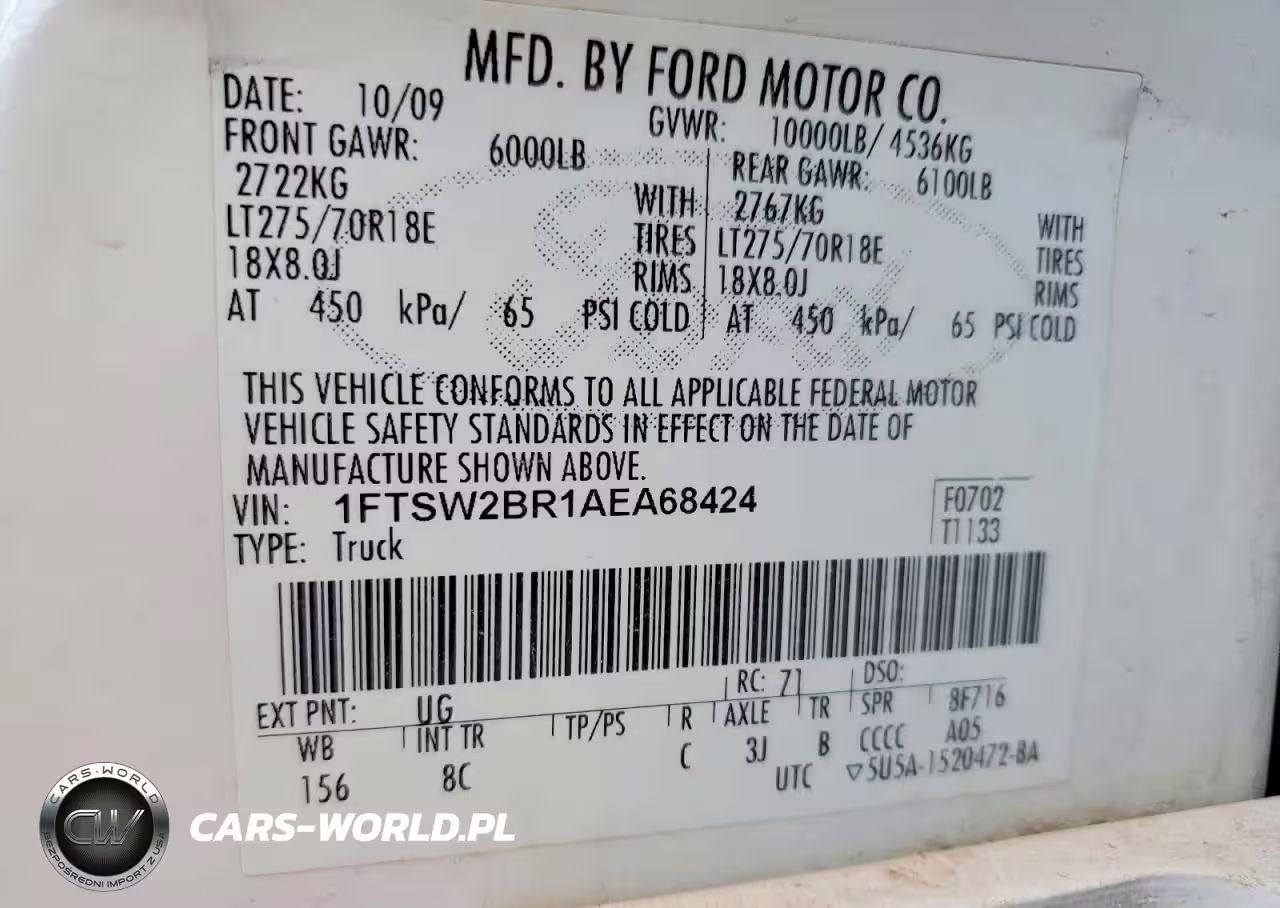 MFD. BY FORD MOTOR CO.
DATE: 10/09
GVWR: 10000LB/ 4536KG
FRONT GAWR: 6000LB
2722KG WITH
LT275/70R18E TIRES
18X8.0J RIMS
AT 450 kPa/ 65 PSI COLD
REAR GAWR: 6100LB
2767KG WITH
LT275/70R18E TIRES
18X8.0J RIMS
AT 450 kPa/ 65 PSI COLD
THIS VEHICLE CONFORMS TO ALL APPLICABLE FEDERAL MOTOR
VEHICLE SAFETY STANDARDS IN EFFECT ON THE DATE OF
MANUFACTURE SHOWN ABOVE.
VIN: 1FTSW2BR1AEA68424
F0702
TYPE: Truck
T1133
EXT PNT: UG RC: 71 DSO:
WB INT TR TP/PS R AXLE TR SPR 8F716
156 8C C 3J B CCCC A05
UTC ▽5U5A-1520472-BA
CARS-WORLD
CW
BEZPOŚREDNI IMPORT Z USA
CARS-WORLD.PL